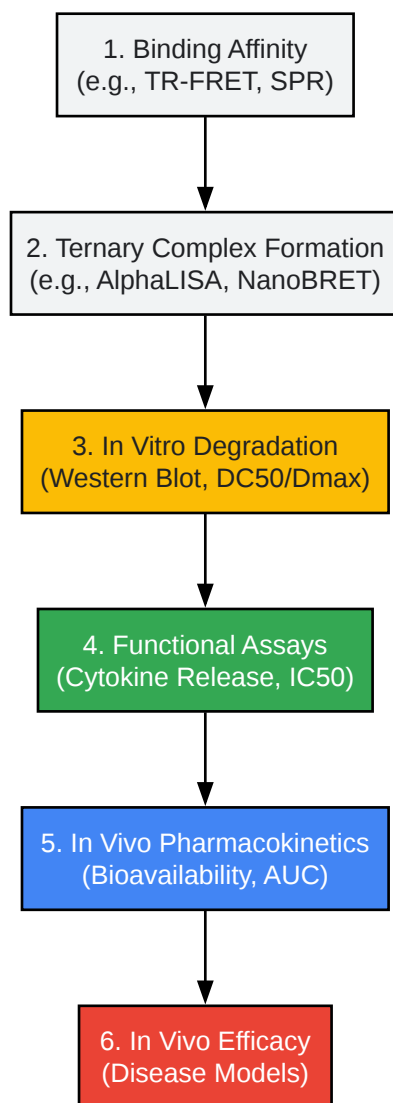 1. Binding Affinity
(e.g., TR-FRET, SPR)
2. Ternary Complex Formation
(e.g., AlphaLISA, NanoBRET)
3. In Vitro Degradation
(Western Blot, DC50/Dmax)
4. Functional Assays
(Cytokine Release, IC50)
5. In Vivo Pharmacokinetics
(Bioavailability, AUC)
6. In Vivo Efficacy
(Disease Models)